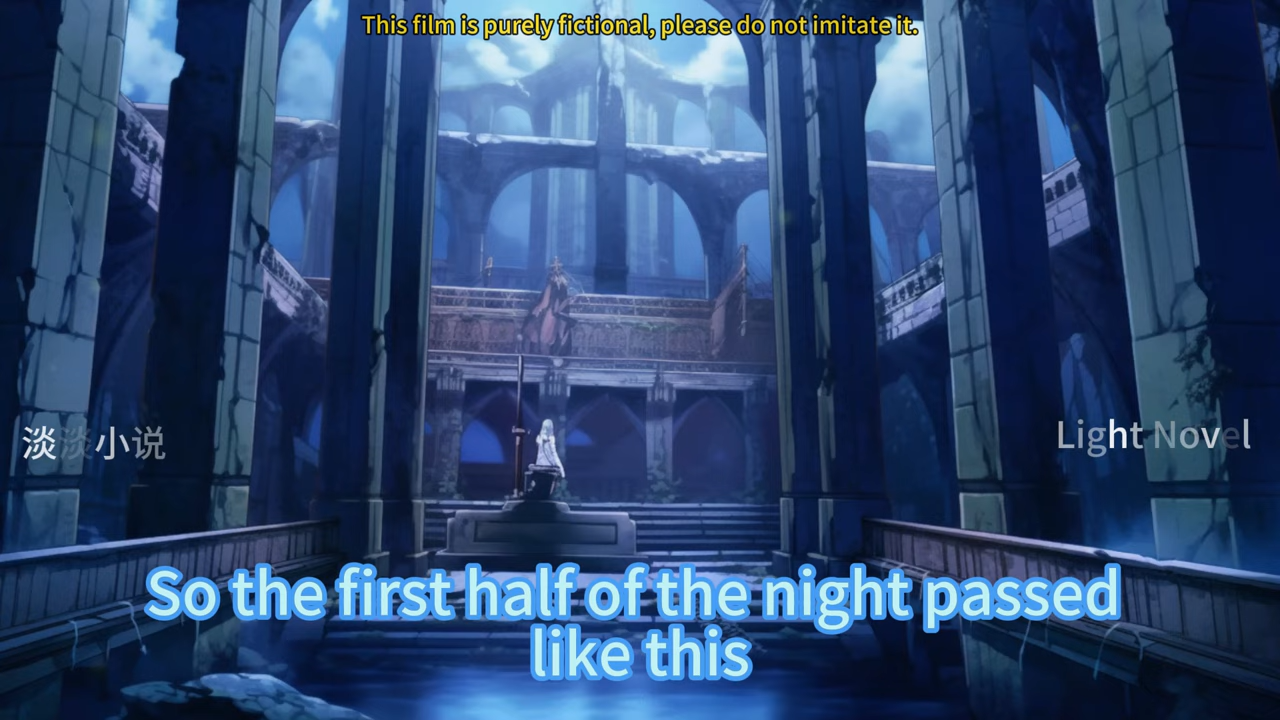 This film is purely fictional, please do not imitate it.
淡淡小说
Light Novel
So the first half of the night passed
like this